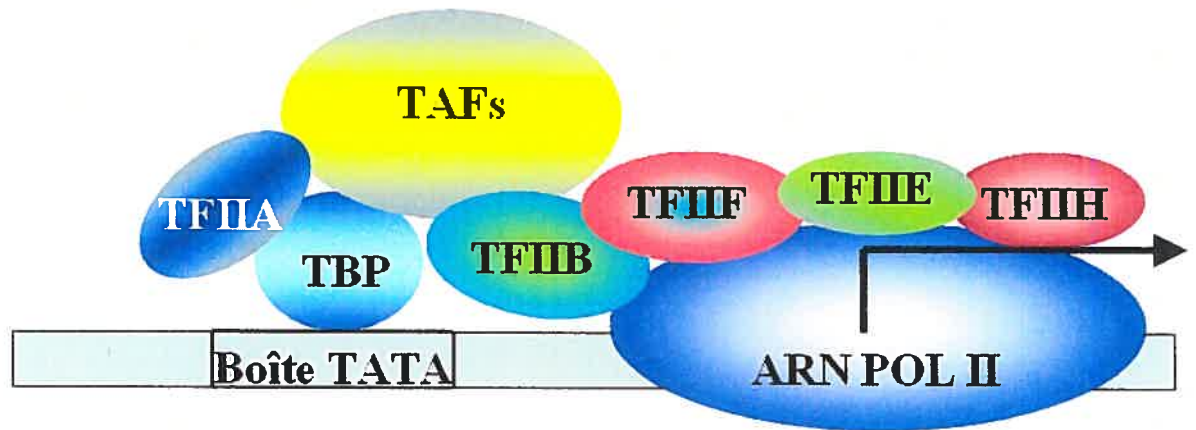 TAFs
TFIIA
TBP
TFIIB
TFIIF
TFIIE
TFIIH
Boîte TATA
ARN POL II